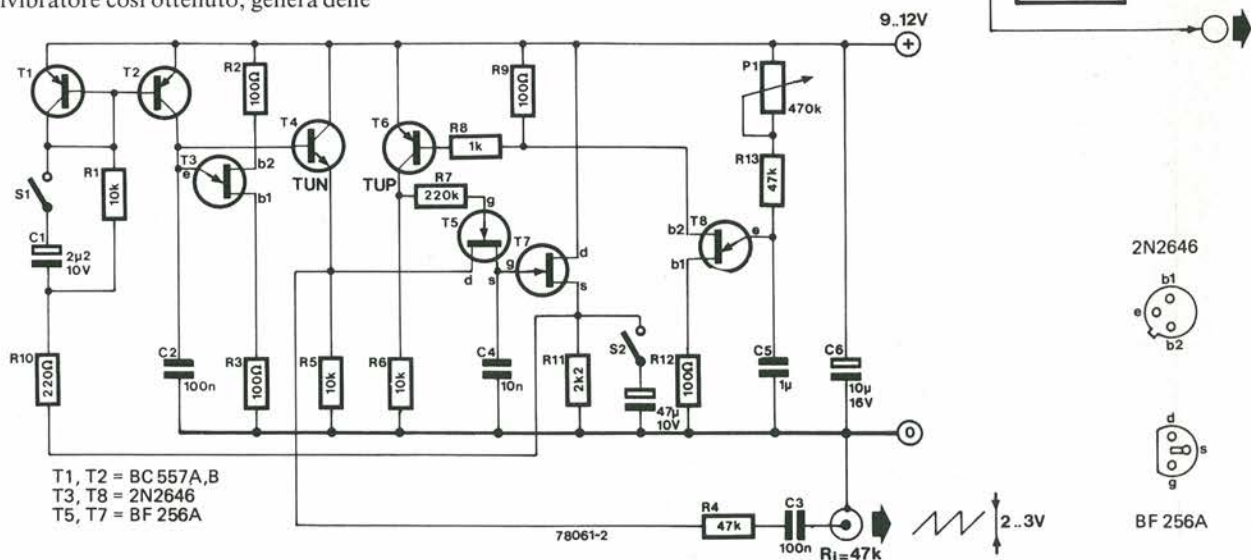 ivibratore così ottenuto, genera delle
9..12V
+
T1
T2
R2
100Ω
T4
TUN
T6
TUP
R9
100Ω
R8
1k
P1
470k
S1
R1
10k
T3
e
b2
b1
R7
220k
g
T5
d
s
T7
g
d
s
b2
T8
b1
e
R13
47k
C1
2µ2
10V
R10
220Ω
C2
100n
R3
100Ω
R5
10k
R6
10k
C4
10n
R11
2k2
S2
47µ
10V
R12
100Ω
C5
1µ
C6
10µ
16V
0
T1, T2 = BC 557A,B
T3, T8 = 2N2646
T5, T7 = BF 256A
78061-2
R4
47k
C3
100n
Ri=47k
2..3V
2N2646
b1
e
b2
d
s
g
BF 256A